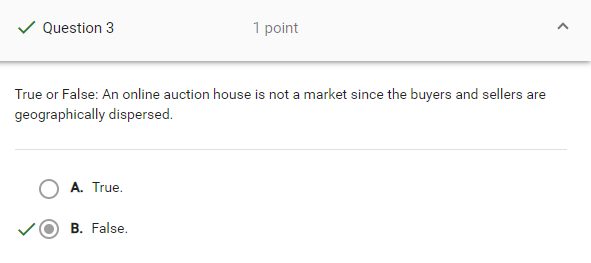 Question 3 1 point
True or False: An online auction house is not a market since the buyers and sellers are
geographically dispersed.
A. True.
B. False.